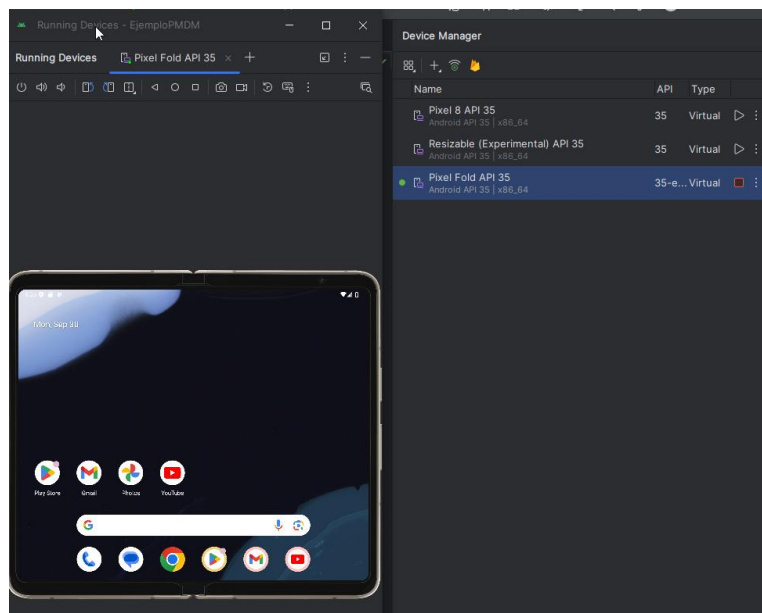 Running Devices - EjemploPMDM
Running Devices
Pixel Fold API 35
Mon, Sep 30
Play Store
Gmail
Photos
YouTube
G
Device Manager
Name
API
Type
Pixel 8 API 35
Android API 35 | x86_64
35
Virtual
Resizable (Experimental) API 35
Android API 35 | x86_64
35
Virtual
Pixel Fold API 35
Android API 35 | x86_64
35-e...
Virtual